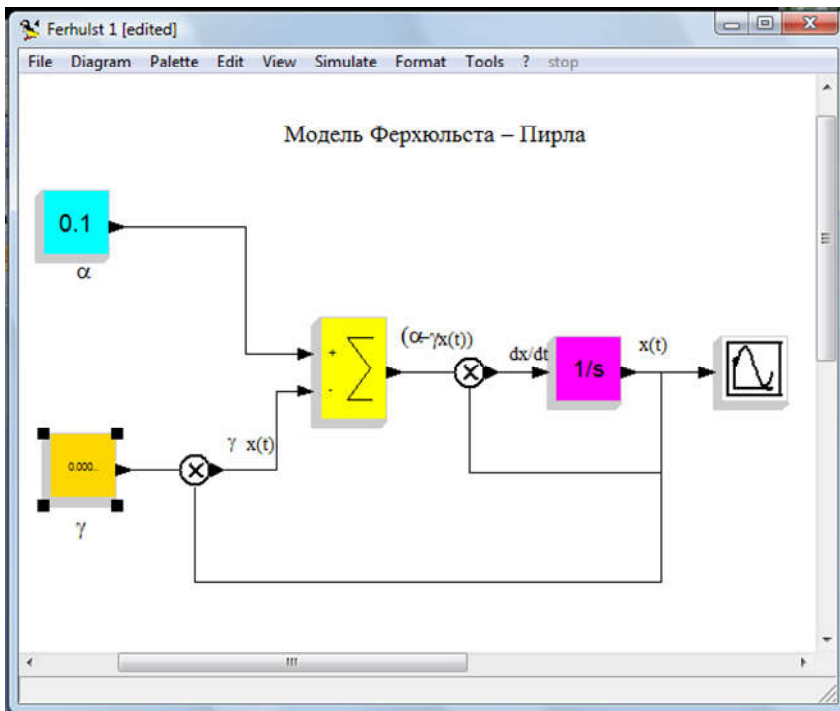 Ferhulst 1 [edited]
File Diagram Palette Edit View Simulate Format Tools ? stop
Модель Ферхюльста – Пирла
0.1
α
+
-
(α-γx(t))
dx/dt
1/s
x(t)
γ x(t)
0.000..
γ